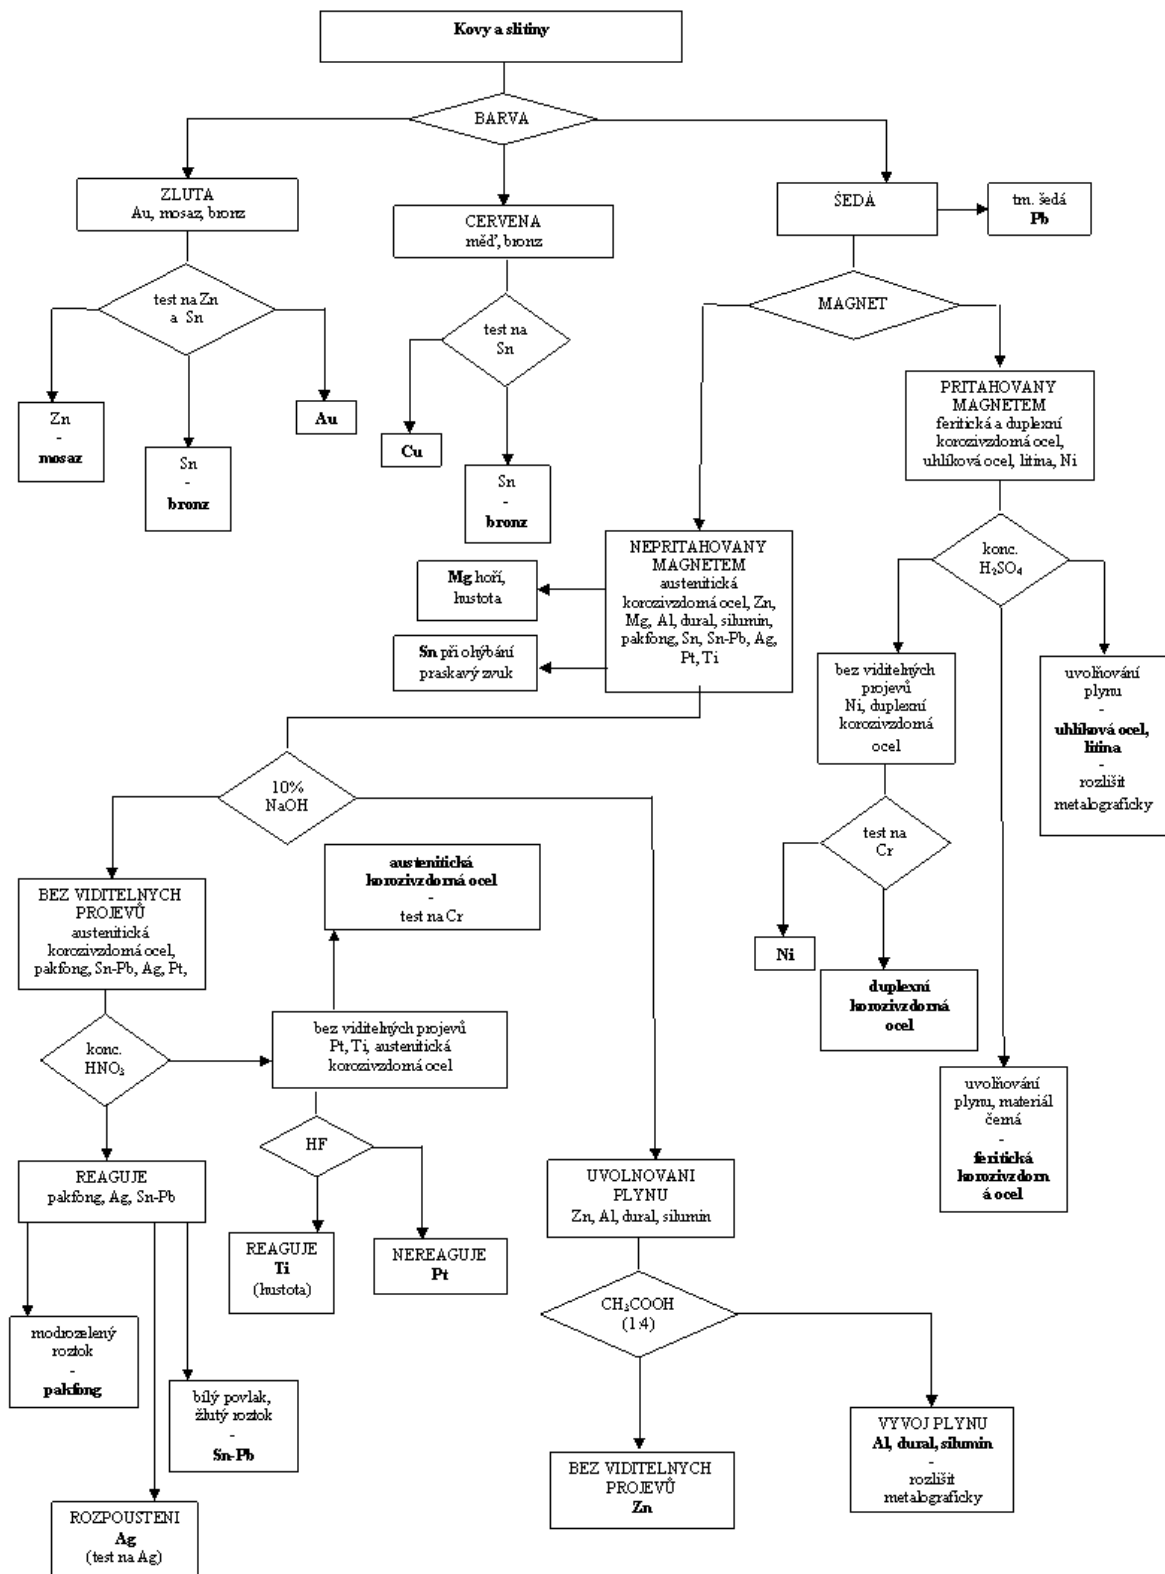 Kovy a slitiny
BARVA
ZLUTA
Au, mosaz, bronz
CERVENA
měď, bronz
ŠEDÁ
tm. šedá
Pb
test na Zn
a Sn
test na
Sn
MAGNET
Zn
-
mosaz
Sn
-
bronz
Au
Cu
Sn
-
bronz
PRITAHOVANY
MAGNETEM
feritická a duplexní
korozivzdorná ocel,
uhlíková ocel, litina, Ni
NEPRITAHOVANY
MAGNETEM
austenitická
korozivzdorná ocel, Zn,
Mg, Al, dural, silumin,
pakfong, Sn, Sn-Pb, Ag,
Pt, Ti
Mg hoří,
hustota
Sn při ohýbání
praskavý zvuk
konc.
H₂SO₄
bez viditelných
projevů
Ni, duplexní
korozivzdorná
ocel
uvolňování
plynu
-
uhlíková ocel,
litina
-
rozlišit
metalograficky
10%
NaOH
test na
Cr
BEZ VIDITELNYCH
PROJEVŮ
austenitická
korozivzdorná ocel,
pakfong, Sn-Pb, Ag, Pt,
austenitická
korozivzdorná ocel
-
test na Cr
Ni
duplexní
korozivzdorná
ocel
konc.
HNO₃
bez viditelných projevů
Pt, Ti, austenitická
korozivzdorná ocel
uvolňování
plynu, materiál
černá
-
feritická
korozivzdorn
á ocel
HF
REAGUJE
pakfong, Ag, Sn-Pb
UVOLNOVANI
PLYNU
Zn, Al, dural, silumin
REAGUJE
Ti
(hustota)
NEREAGUJE
Pt
CH₃COOH
(1:4)
modrozelený
roztok
-
pakfong
bílý povlak,
žlutý roztok
-
Sn-Pb
VYVOJ PLYNU
Al, dural, silumin
-
rozlišit
metalograficky
BEZ VIDITELNYCH
PROJEVŮ
Zn
ROZPOUSTENI
Ag
(test na Ag)